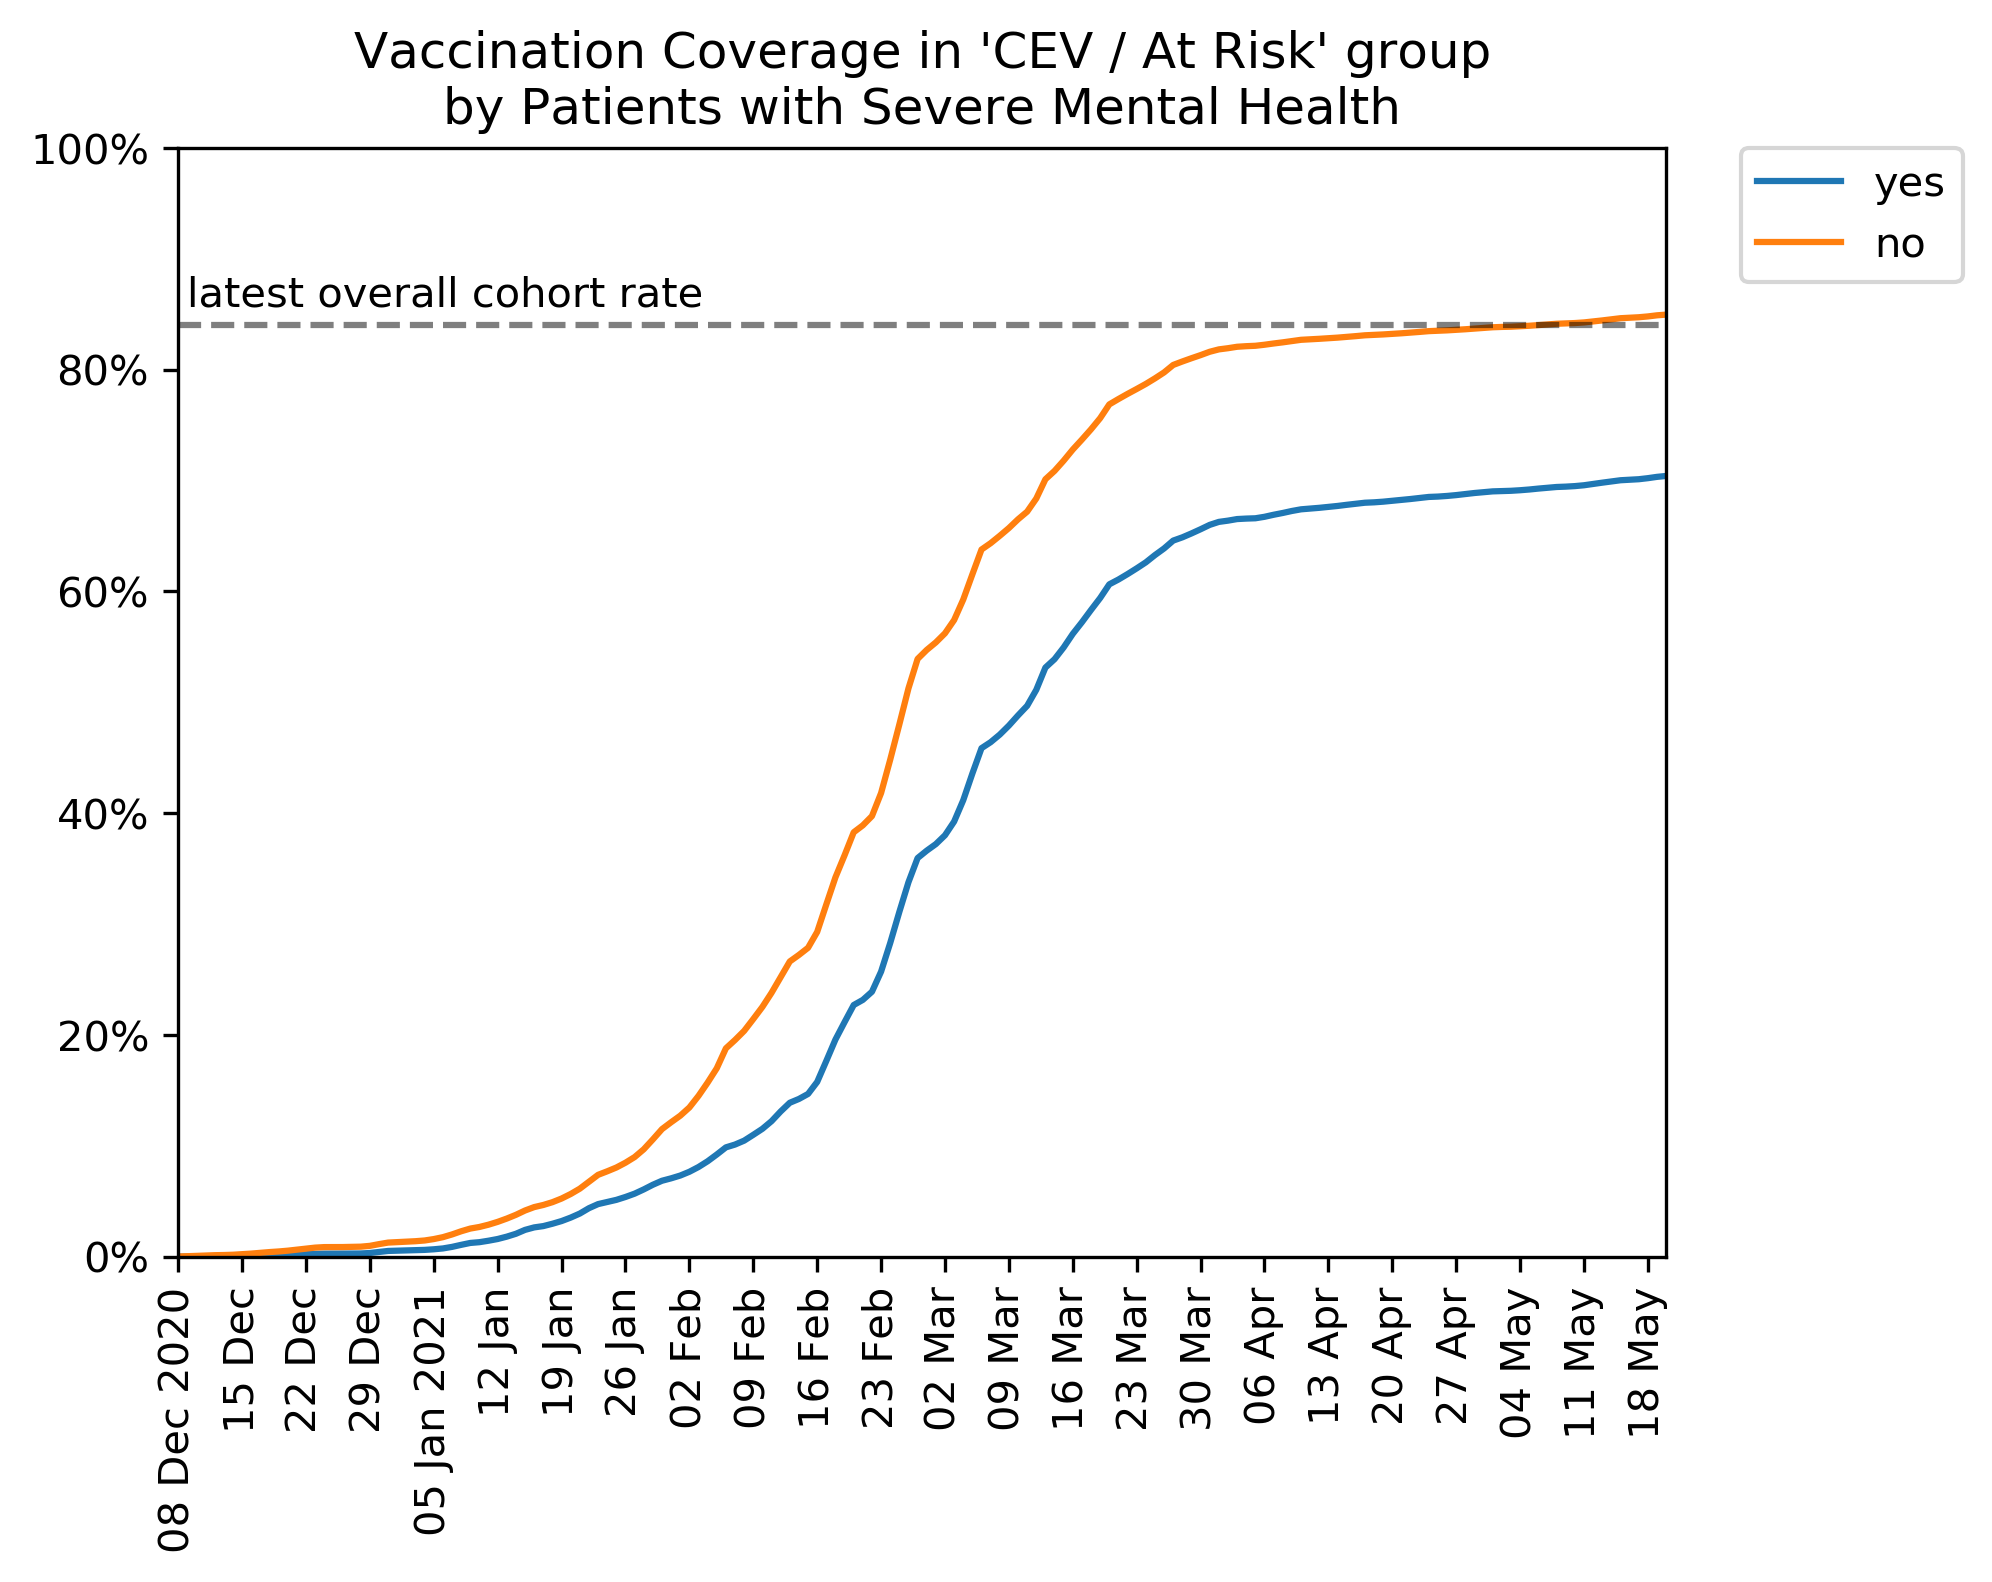 Vaccination Coverage in 'CEV / At Risk' group
by Patients with Severe Mental Health
100%
80%
60%
40%
20%
0%
latest overall cohort rate
yes
no
08 Dec 2020
15 Dec
22 Dec
29 Dec
05 Jan 2021
12 Jan
19 Jan
26 Jan
02 Feb
09 Feb
16 Feb
23 Feb
02 Mar
09 Mar
16 Mar
23 Mar
30 Mar
06 Apr
13 Apr
20 Apr
27 Apr
04 May
11 May
18 May